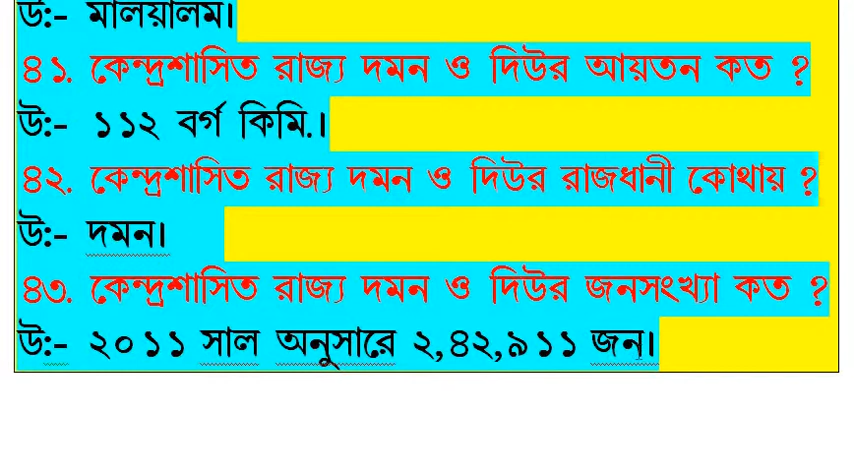 উ:- মালয়ালম।
৪১. কেন্দ্রশাসিত রাজ্য দমন ও দিউর আয়তন কত ?
উ:- ১১২ বর্গ কিমি.।
৪২. কেন্দ্রশাসিত রাজ্য দমন ও দিউর রাজধানী কোথায় ?
উ:- দমন।
৪৩. কেন্দ্রশাসিত রাজ্য দমন ও দিউর জনসংখ্যা কত ?
উ:- ২০১১ সাল অনুসারে ২,৪২,৯১১ জন।